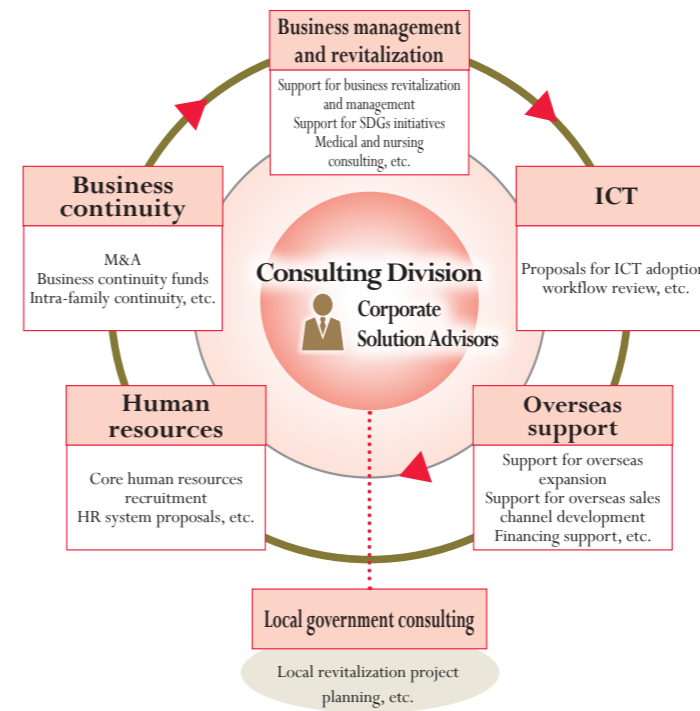 Business management
and revitalization
Support for business revitalization
and management
Support for SDGs initiatives
Medical and nursing
consulting, etc.
Business
continuity
M&A
Business continuity funds
Intra-family continuity, etc.
ICT
Proposals for ICT adoption
workflow review, etc.
Consulting Division
Corporate
Solution Advisors
Human
resources
Core human resources
recruitment
HR system proposals, etc.
Overseas
support
Support for overseas
expansion
Support for overseas sales
channel development
Financing support, etc.
Local government consulting
Local revitalization project
planning, etc.